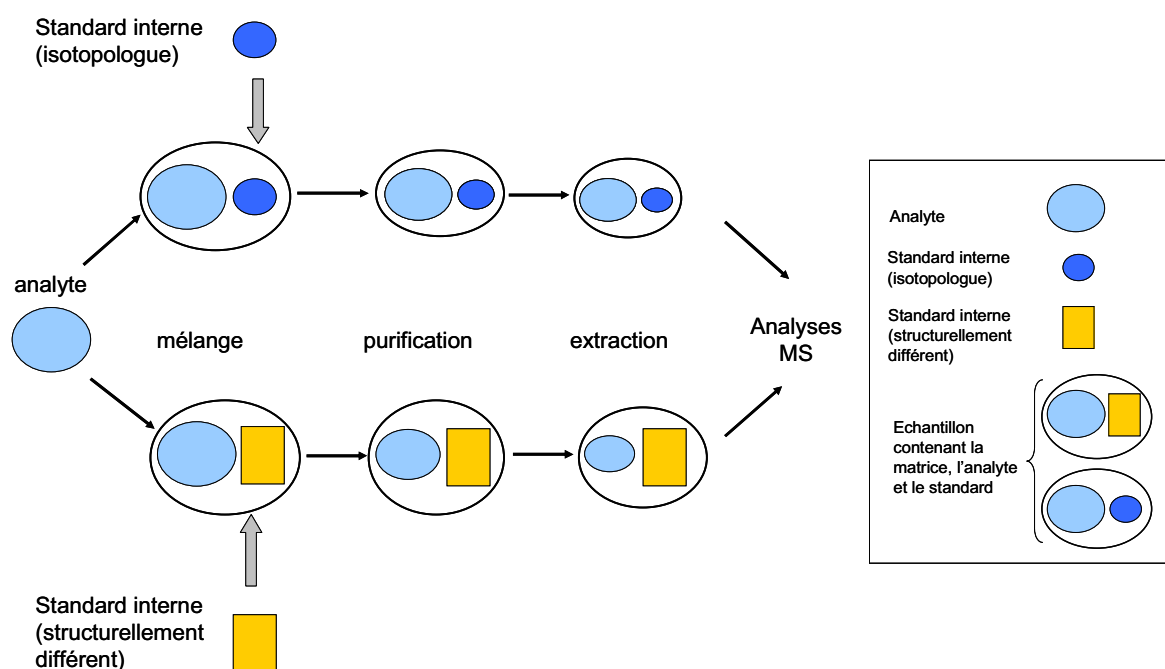 Standard interne
(isotopologue)
analyte
mélange
purification
extraction
Analyses
MS
Standard interne
(structurellement
différent)
Analyte
Standard interne
(isotopologue)
Standard interne
(structurellement
différent)
Echantillon
contenant la
matrice, l’analyte
et le standard